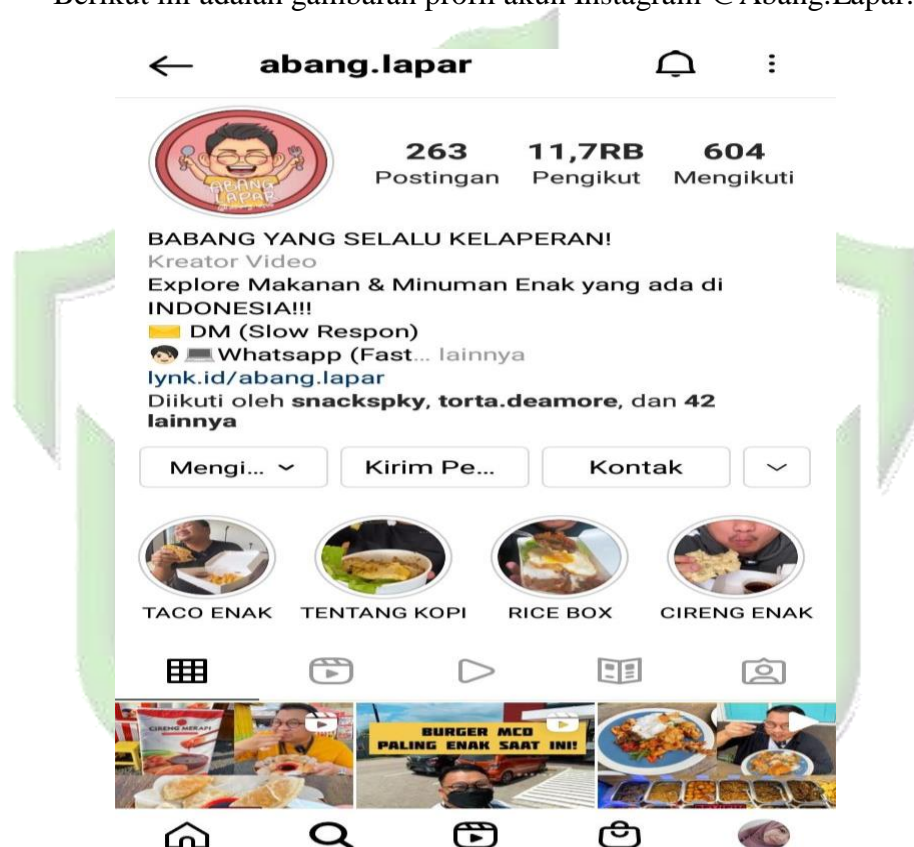 Berikut ini adalah gambaran profil akun Instagram @Abang.Lapar.
abang.lapar
263 11,7RB 604
Postingan Pengikut Mengikuti
ABANG
LAPAR
BABANG YANG SELALU KELAPERAN!
Kreator Video
Explore Makanan & Minuman Enak yang ada di
INDONESIA!!!
DM (Slow Respon)
Whatsapp (Fast... lainnya
lynk.id/abang.lapar
Diikuti oleh snackspky, torta.deamore, dan 42
lainnya
Mengi... Kirim Pe... Kontak
TACO ENAK TENTANG KOPI RICE BOX CIRENG ENAK
CIRENG MERAPI
BURGER MCD
PALING ENAK SAAT INI!